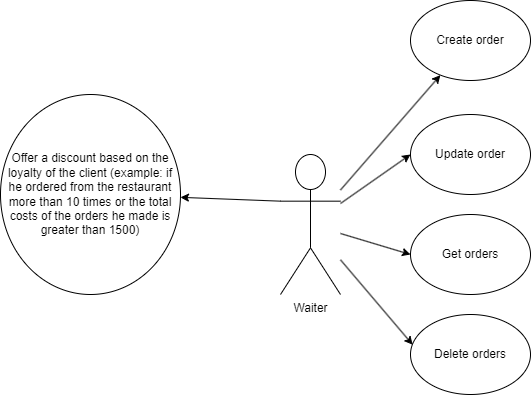 Create order
Offer a discount based on the
loyalty of the client (example: if
he ordered from the restaurant
more than 10 times or the total
costs of the orders he made is
greater than 1500)
Update order
Get orders
Waiter
Delete orders